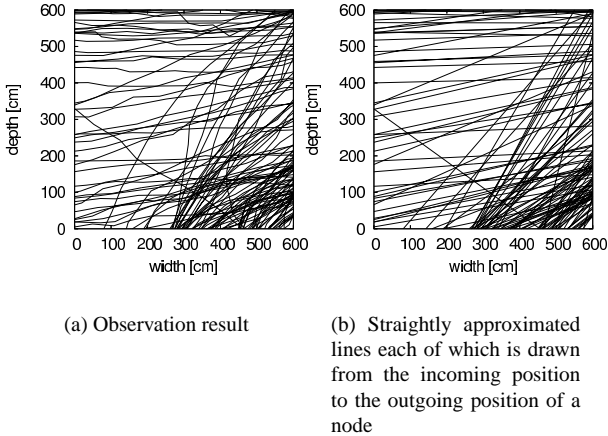 600
500
400
300
200
100
0
depth [cm]
0 100 200 300 400 500 600
width [cm]
600
500
400
300
200
100
0
depth [cm]
0 100 200 300 400 500 600
width [cm]
(a) Observation result
(b) Straightly approximated
lines each of which is drawn
from the incoming position
to the outgoing position of a
node